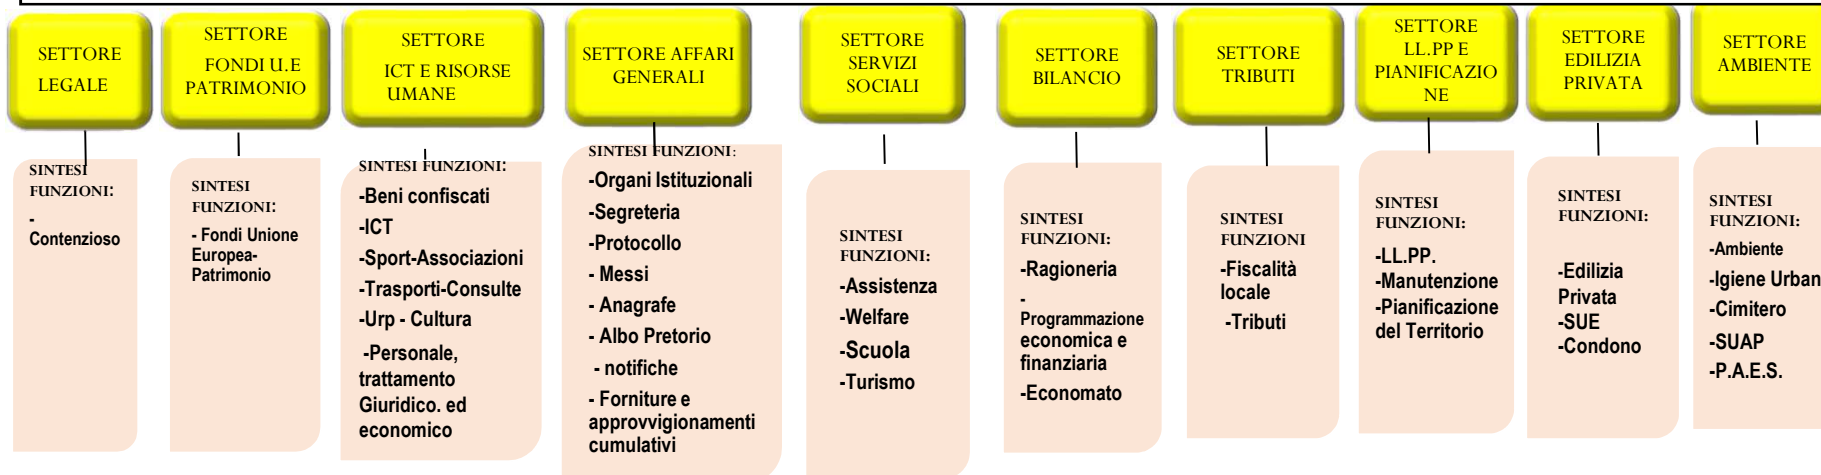 SETTORE
LEGALE
SETTORE
FONDI U.E
PATRIMONIO
SETTORE
ICT E RISORSE
UMANE
SETTORE AFFARI
GENERALI
SETTORE
SERVIZI
SOCIALI
SETTORE
BILANCIO
SETTORE
TRIBUTI
SETTORE
LL.PP E
PIANIFICAZIO
NE
SETTORE
EDILIZIA
PRIVATA
SETTORE
AMBIENTE
SINTESI
FUNZIONI:
-
Contenzioso
SINTESI
FUNZIONI:
- Fondi Unione
Europea-
Patrimonio
SINTESI FUNZIONI:
-Beni confiscati
-ICT
-Sport-Associazioni
-Trasporti-Consulte
-Urp - Cultura
-Personale,
trattamento
Giuridico. ed
economico
SINTESI FUNZIONI:
-Organi Istituzionali
-Segreteria
-Protocollo
- Messi
- Anagrafe
- Albo Pretorio
- notifiche
- Forniture e
approvvigionamenti
cumulativi
SINTESI
FUNZIONI:
-Assistenza
-Welfare
-Scuola
-Turismo
SINTESI
FUNZIONI:
-Ragioneria
-
Programmazione
economica e
finanziaria
-Economato
SINTESI
FUNZIONI
-Fiscalità
locale
-Tributi
SINTESI
FUNZIONI:
-LL.PP.
-Manutenzione
-Pianificazione
del Territorio
SINTESI
FUNZIONI:
-Edilizia
Privata
-SUE
-Condono
SINTESI
FUNZIONI:
-Ambiente
-Igiene Urban
-Cimitero
-SUAP
-P.A.E.S.